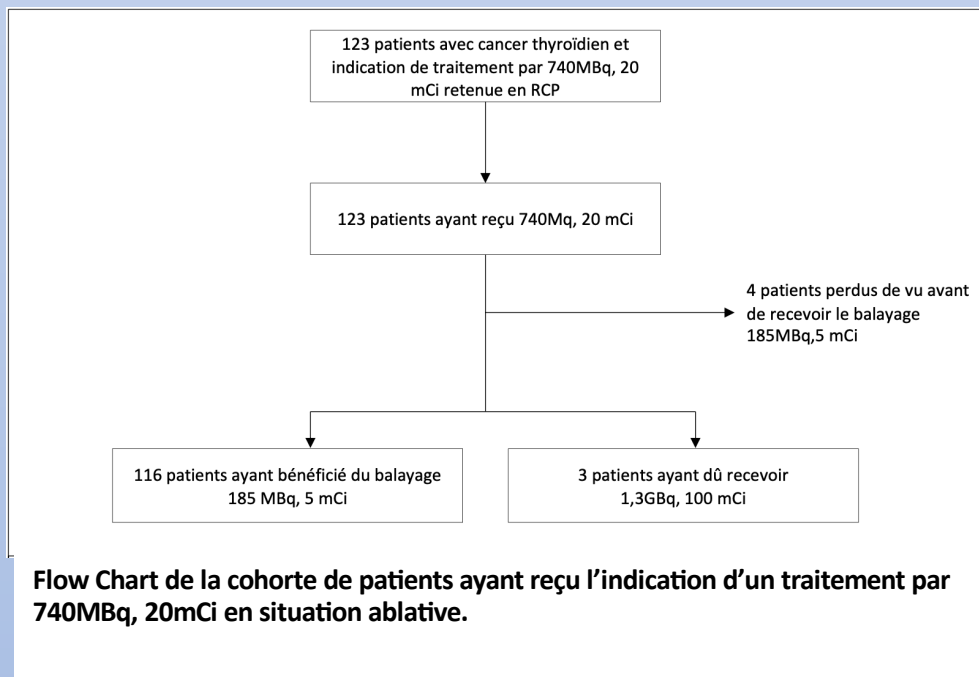 123 patients avec cancer thyroïdien et
indication de traitement par 740MBq, 20
mCi retenue en RCP
123 patients ayant reçu 740Mq, 20 mCi
4 patients perdus de vu avant
de recevoir le balayage
185MBq,5 mCi
116 patients ayant bénéficié du balayage
185 MBq, 5 mCi
3 patients ayant dû recevoir
1,3GBq, 100 mCi
Flow Chart de la cohorte de patients ayant reçu l’indication d’un traitement par
740MBq, 20mCi en situation ablative.